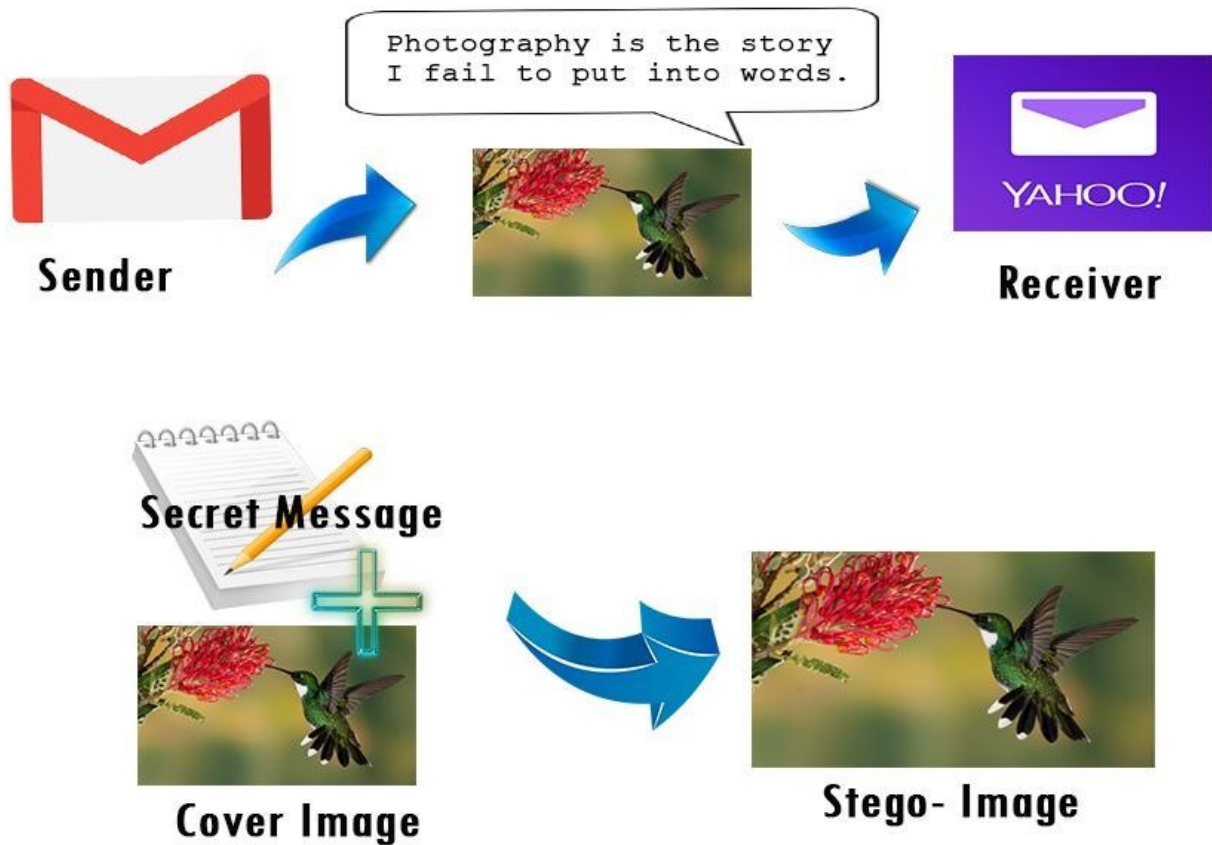 Photography is the story
I fail to put into words.
YAHOO!
Sender
Receiver
Secret Message
Cover Image
Stego- Image